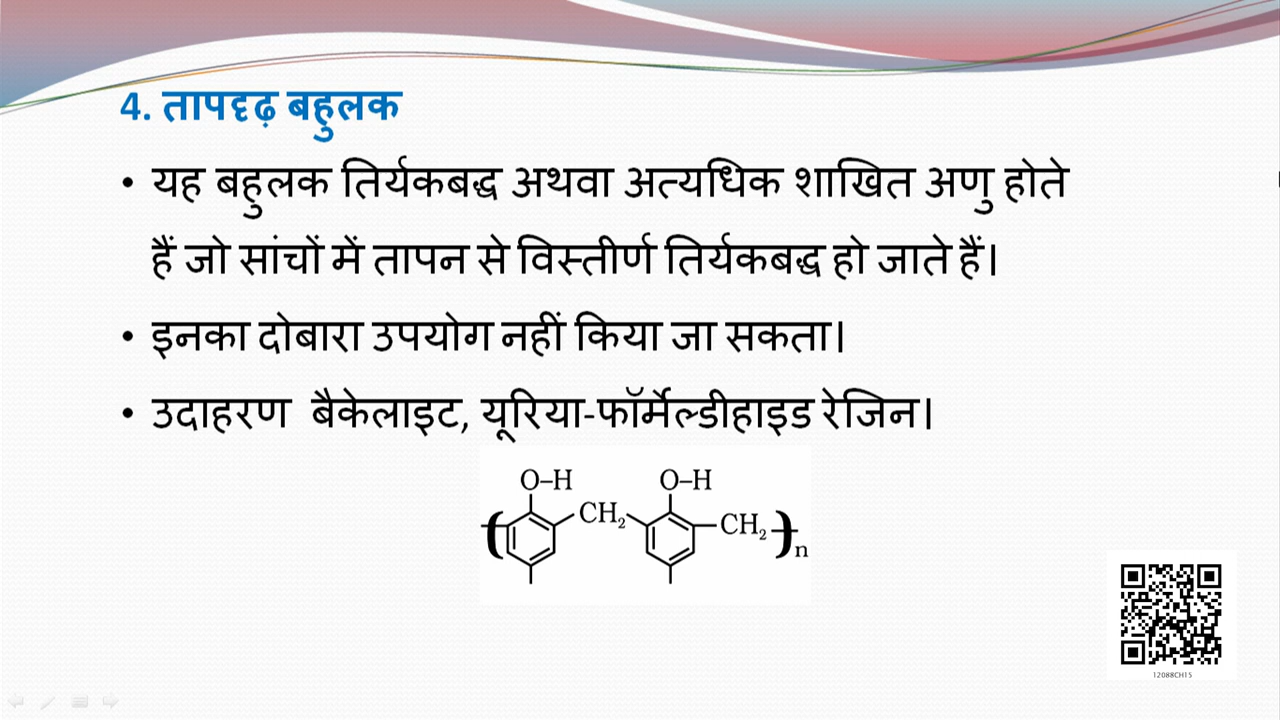 4. तापदृढ़ बहुलक
• यह बहुलक तिर्यकबद्ध अथवा अत्यधिक शाखित अणु होते
हैं जो सांचों में तापन से विस्तीर्ण तिर्यकबद्ध हो जाते हैं।
• इनका दोबारा उपयोग नहीं किया जा सकता।
• उदाहरण बैकेलाइट, यूरिया-फॉर्मेल्डीहाइड रेजिन।
O–H O–H
CH₂ CH₂
n
12088CH15